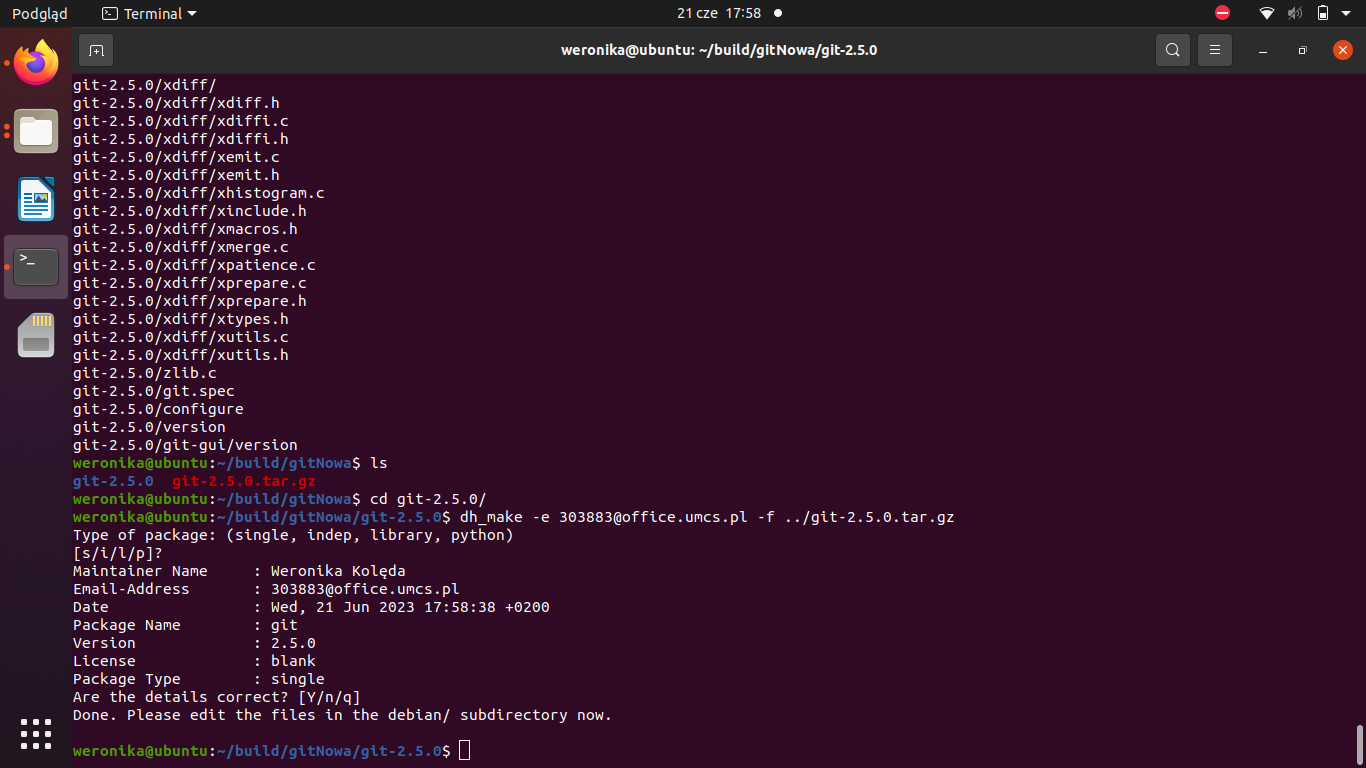 Podgląd Terminal 21 cze 17:58
weronika@ubuntu: ~/build/gitNowa/git-2.5.0
git-2.5.0/xdiff/
git-2.5.0/xdiff/xdiff.h
git-2.5.0/xdiff/xdiffi.c
git-2.5.0/xdiff/xdiffi.h
git-2.5.0/xdiff/xemit.c
git-2.5.0/xdiff/xemit.h
git-2.5.0/xdiff/xhistogram.c
git-2.5.0/xdiff/xinclude.h
git-2.5.0/xdiff/xmacros.h
git-2.5.0/xdiff/xmerge.c
git-2.5.0/xdiff/xpatience.c
git-2.5.0/xdiff/xprepare.c
git-2.5.0/xdiff/xprepare.h
git-2.5.0/xdiff/xtypes.h
git-2.5.0/xdiff/xutils.c
git-2.5.0/xdiff/xutils.h
git-2.5.0/zlib.c
git-2.5.0/git.spec
git-2.5.0/configure
git-2.5.0/version
git-2.5.0/git-gui/version
weronika@ubuntu:~/build/gitNowa$ ls
git-2.5.0  git-2.5.0.tar.gz
weronika@ubuntu:~/build/gitNowa$ cd git-2.5.0/
weronika@ubuntu:~/build/gitNowa/git-2.5.0$ dh_make -e 303883@office.umcs.pl -f ../git-2.5.0.tar.gz
Type of package: (single, indep, library, python)
[s/i/l/p]?
Maintainer Name     : Weronika Kolęda
Email-Address       : 303883@office.umcs.pl
Date                : Wed, 21 Jun 2023 17:58:38 +0200
Package Name        : git
Version             : 2.5.0
License             : blank
Package Type        : single
Are the details correct? [Y/n/q]
Done. Please edit the files in the debian/ subdirectory now.
weronika@ubuntu:~/build/gitNowa/git-2.5.0$